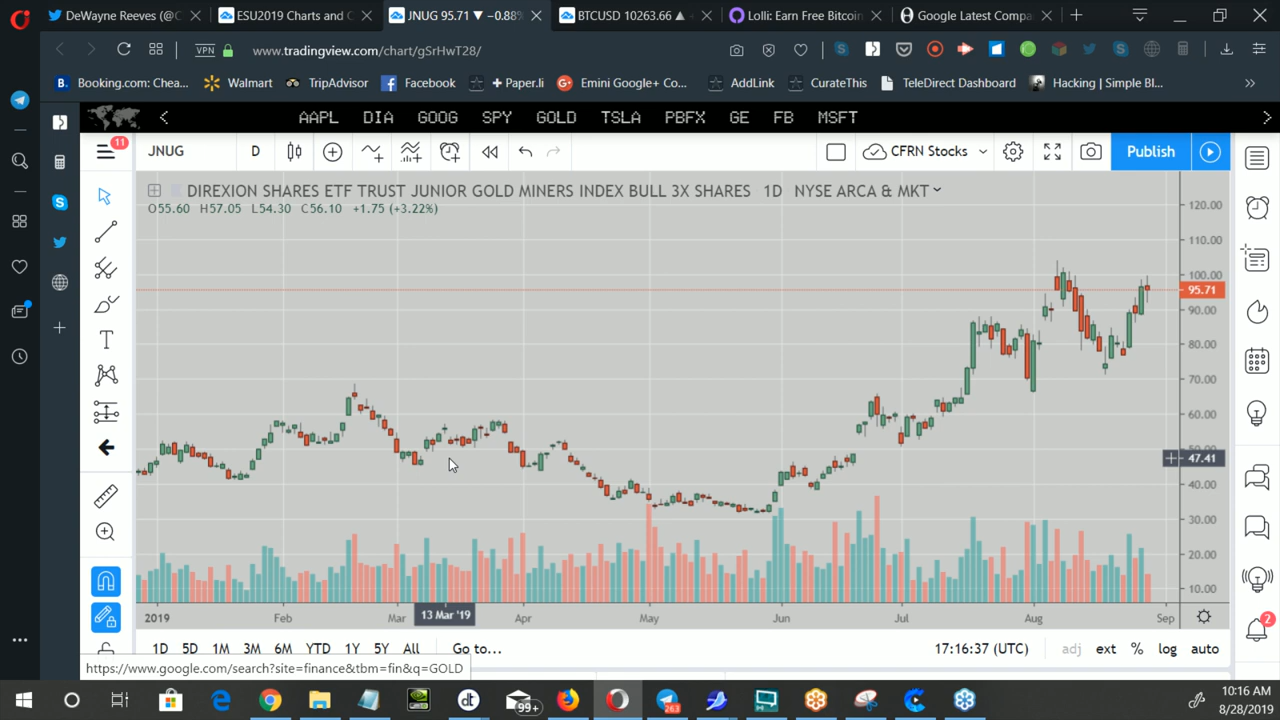 DeWayne Reeves (@C
ESU2019 Charts and C
JNUG 95.71 ▼ −0.88%
BTCUSD 10263.66 ▲ +
Lolli: Earn Free Bitcoin
Google Latest Compa
VPN
www.tradingview.com/chart/gSrHwT28/
Booking.com: Chea...
Walmart
TripAdvisor
Facebook
+ Paper.li
Emini Google+ Co...
AddLink
CurateThis
TeleDirect Dashboard
Hacking | Simple Bl...
AAPL DIA GOOG SPY GOLD TSLA PBFX GE FB MSFT
11
JNUG
D
CFRN Stocks
Publish
DIREXION SHARES ETF TRUST JUNIOR GOLD MINERS INDEX BULL 3X SHARES 1D NYSE ARCA & MKT
O55.60 H57.05 L54.30 C56.10 +1.75 (+3.22%)
120.00
110.00
100.00
95.71
90.00
80.00
70.00
60.00
50.00
47.41
40.00
30.00
20.00
10.00
2019 Feb Mar 13 Mar '19 Apr May Jun Jul Aug Sep
2
1D 5D 1M 3M 6M YTD 1Y 5Y All Go to...
17:16:37 (UTC) adj ext % log auto
https://www.google.com/search?site=finance&tbm=fin&q=GOLD
99+
dt
263
10:16 AM
8/28/2019